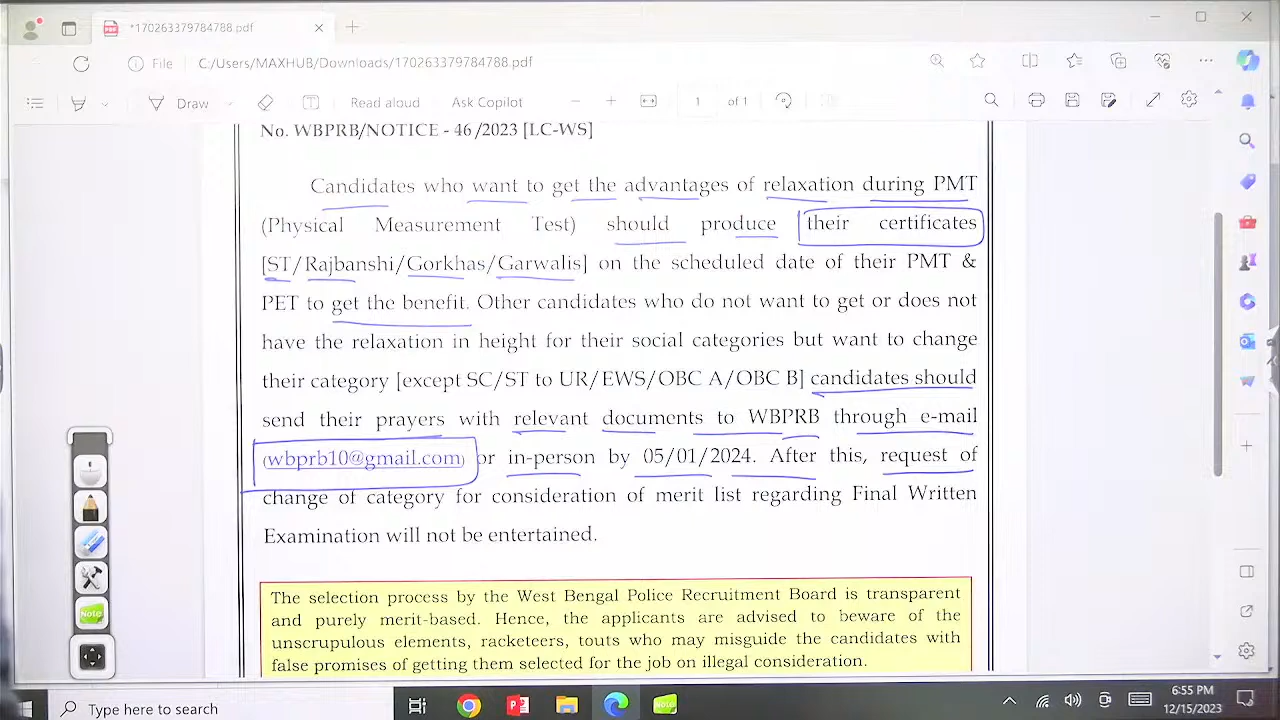 *170263379784788.pdf
File C:/Users/MAXHUB/Downloads/170263379784788.pdf
Draw Read aloud Ask Copilot 1 of 1
No. WBPRB/NOTICE - 46/2023 [LC-WS]
Candidates who want to get the advantages of relaxation during PMT
(Physical Measurement Test) should produce their certificates
[ST/Rajbanshi/Gorkhas/Garwalis] on the scheduled date of their PMT &
PET to get the benefit. Other candidates who do not want to get or does not
have the relaxation in height for their social categories but want to change
their category [except SC/ST to UR/EWS/OBC A/OBC B] candidates should
send their prayers with relevant documents to WBPRB through e-mail
(wbprb10@gmail.com) or in-person by 05/01/2024. After this, request of
change of category for consideration of merit list regarding Final Written
Examination will not be entertained.
The selection process by the West Bengal Police Recruitment Board is transparent
and purely merit-based. Hence, the applicants are advised to beware of the
unscrupulous elements, racketeers, touts who may misguide the candidates with
false promises of getting them selected for the job on illegal consideration.
Note
Type here to search
Note
6:55 PM
12/15/2023